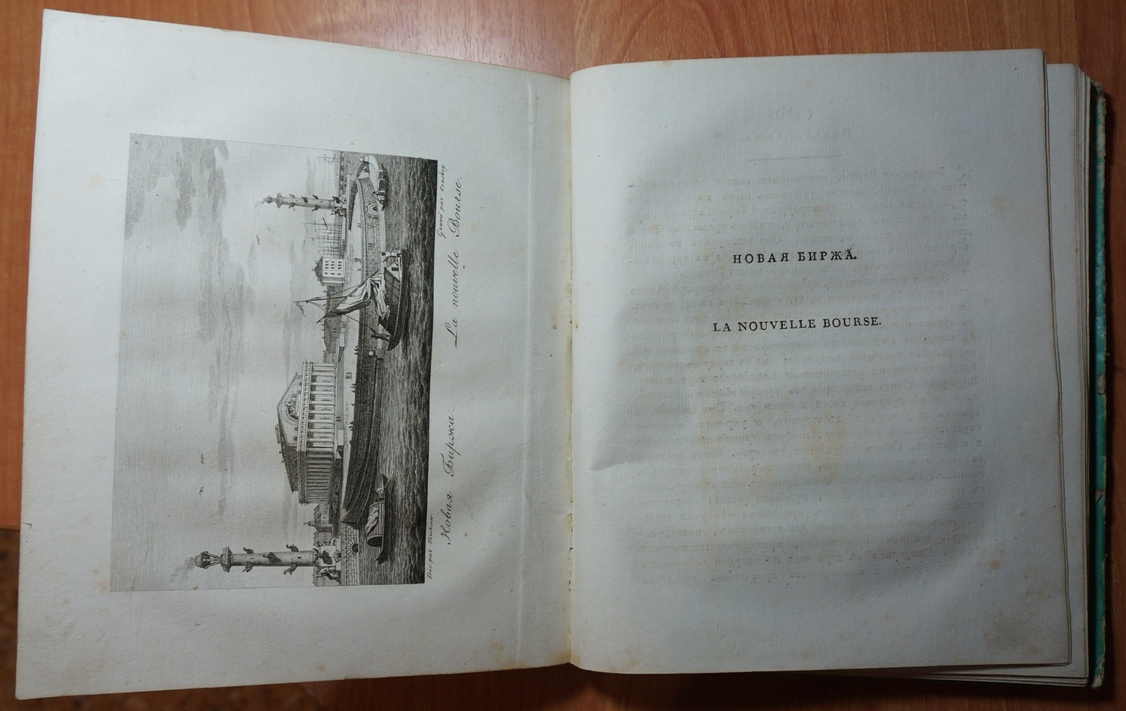 Новая Биржа. La nouvelle Bourse.
НОВАЯ БИРЖА.
LA NOUVELLE BOURSE.